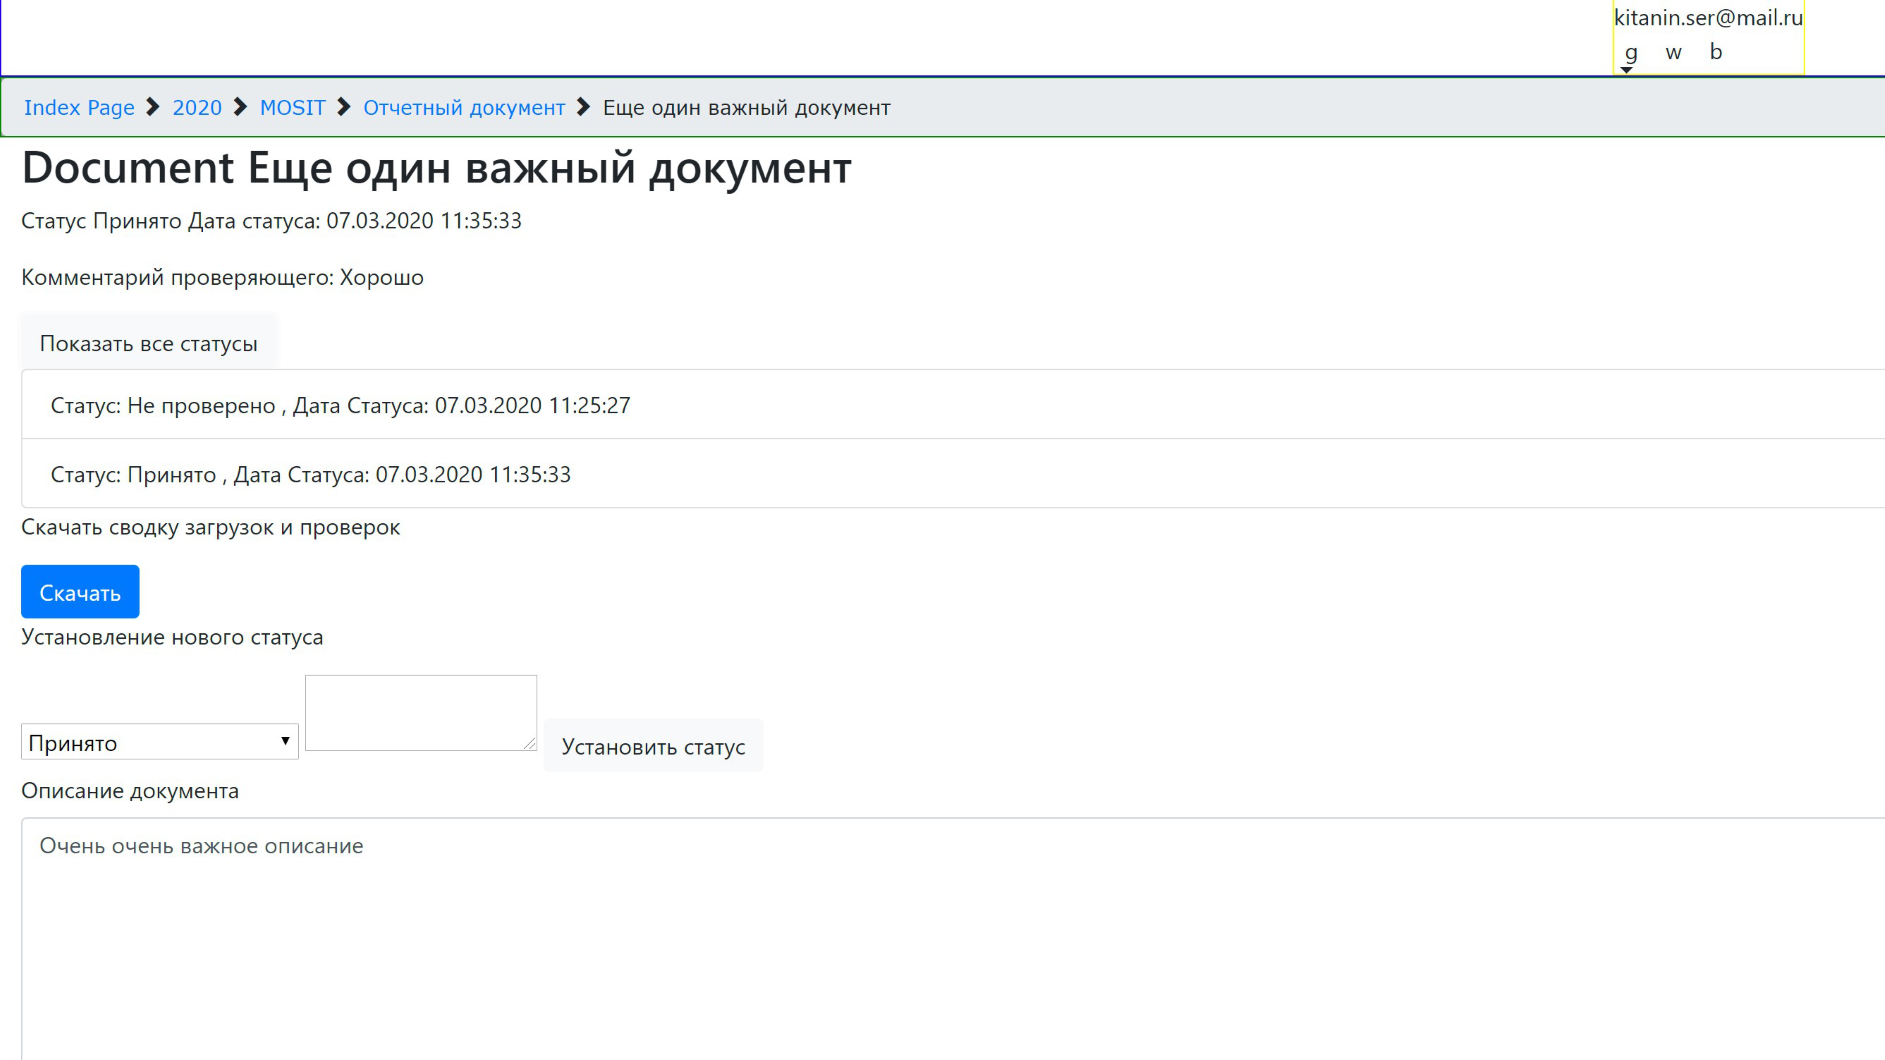 kitanin.ser@mail.ru
g w b
Index Page 2020 MOSIT Отчетный документ Еще один важный документ
Document Еще один важный документ
Статус Принято Дата статуса: 07.03.2020 11:35:33
Комментарий проверяющего: Хорошо
Показать все статусы
Статус: Не проверено , Дата Статуса: 07.03.2020 11:25:27
Статус: Принято , Дата Статуса: 07.03.2020 11:35:33
Скачать сводку загрузок и проверок
Скачать
Установление нового статуса
Принято Установить статус
Описание документа
Очень очень важное описание